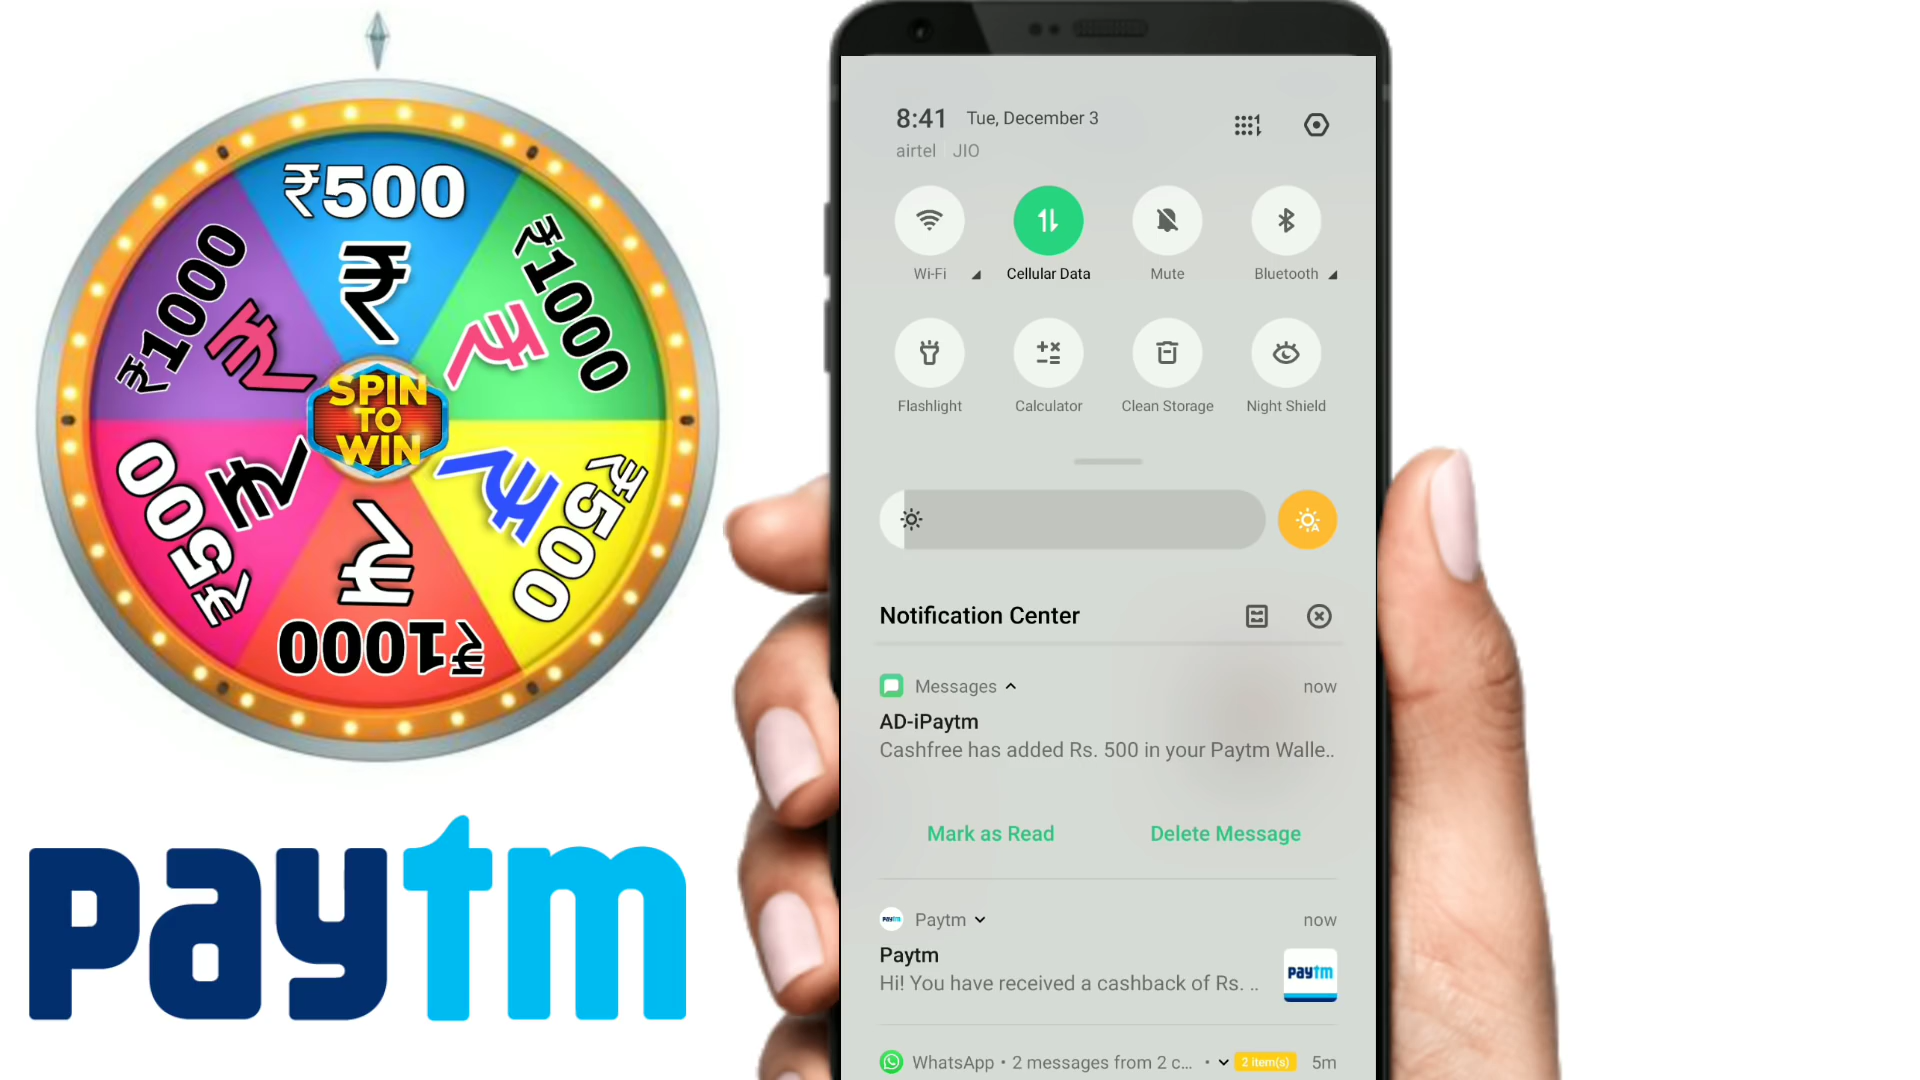 ₹500
₹1000
₹1000
₹500
₹500
₹1000
₹
₹
₹
₹
₹
₹
SPIN
TO
WIN
paytm
8:41 Tue, December 3
airtel JIO
Wi-Fi
Cellular Data
Mute
Bluetooth
Flashlight
Calculator
Clean Storage
Night Shield
Notification Center
Messages now
AD-iPaytm
Cashfree has added Rs. 500 in your Paytm Walle..
Mark as Read
Delete Message
paytm Paytm now
Paytm
Hi! You have received a cashback of Rs. ..
paytm
WhatsApp • 2 messages from 2 c... • 2 item(s) 5m